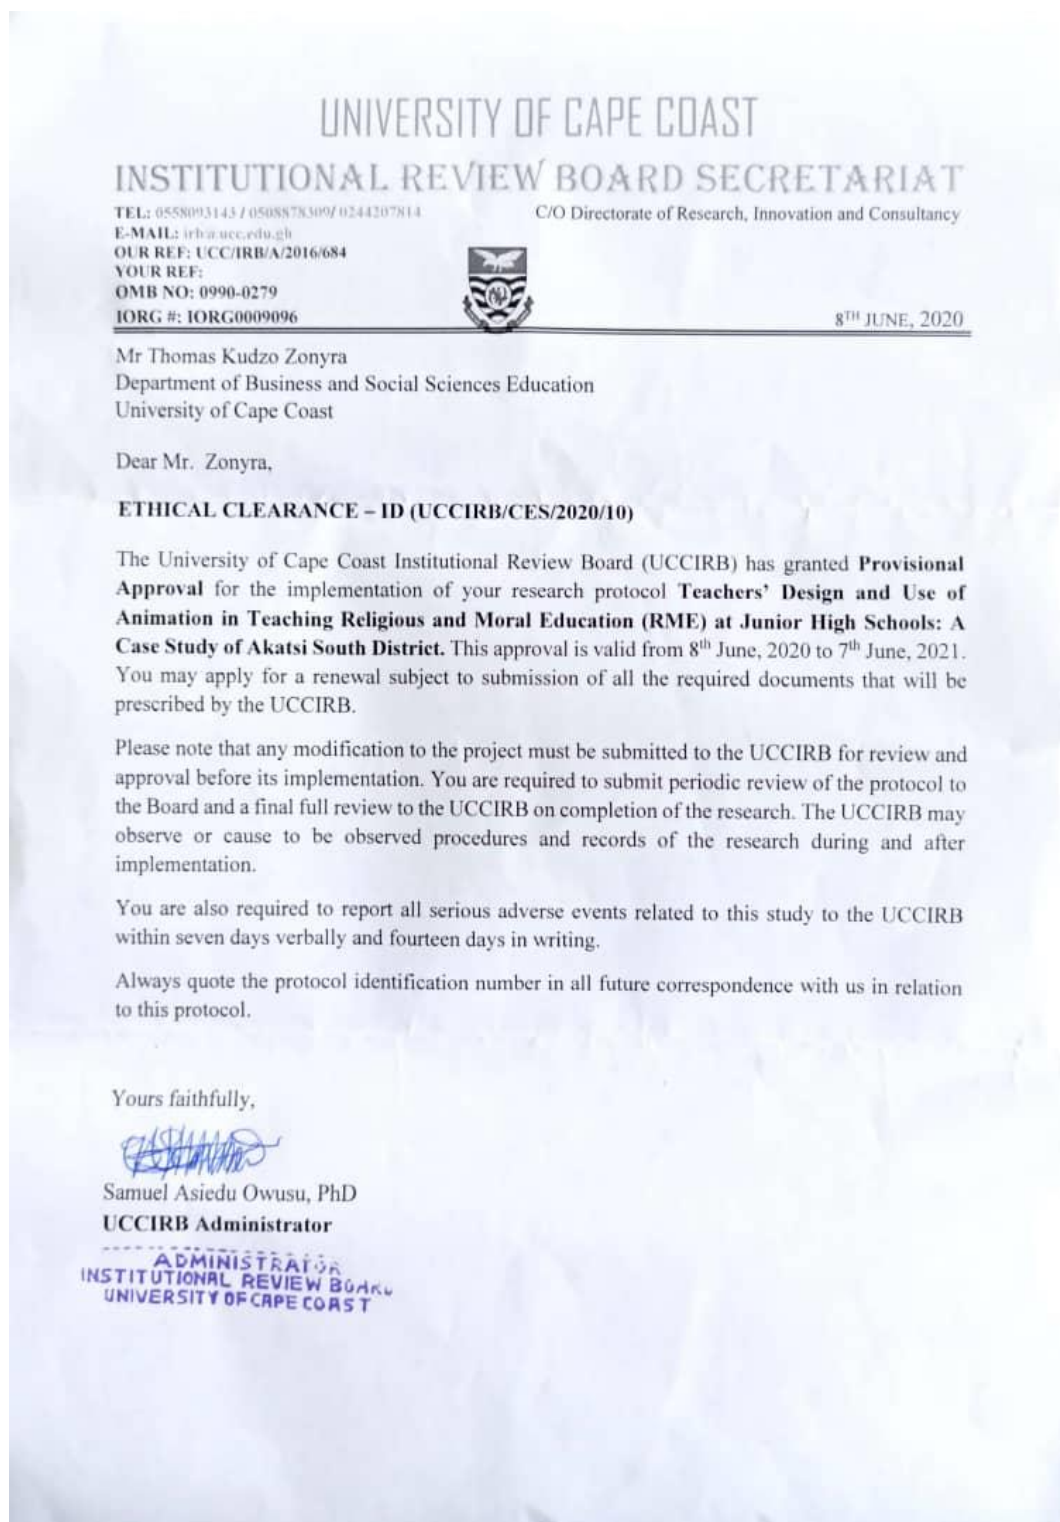 UNIVERSITY OF CAPE COAST
INSTITUTIONAL REVIEW BOARD SECRETARIAT
TEL: 0558093143 / 0508878309/ 0244207814
C/O Directorate of Research, Innovation and Consultancy
E-MAIL: irb@ucc.edu.gh
OUR REF: UCC/IRB/A/2016/684
YOUR REF:
OMB NO: 0990-0279
IORG #: IORG0009096
8TH JUNE, 2020
Mr Thomas Kudzo Zonyra
Department of Business and Social Sciences Education
University of Cape Coast
Dear Mr. Zonyra,
ETHICAL CLEARANCE – ID (UCCIRB/CES/2020/10)
The University of Cape Coast Institutional Review Board (UCCIRB) has granted Provisional
Approval for the implementation of your research protocol Teachers' Design and Use of
Animation in Teaching Religious and Moral Education (RME) at Junior High Schools: A
Case Study of Akatsi South District. This approval is valid from 8th June, 2020 to 7th June, 2021.
You may apply for a renewal subject to submission of all the required documents that will be
prescribed by the UCCIRB.
Please note that any modification to the project must be submitted to the UCCIRB for review and
approval before its implementation. You are required to submit periodic review of the protocol to
the Board and a final full review to the UCCIRB on completion of the research. The UCCIRB may
observe or cause to be observed procedures and records of the research during and after
implementation.
You are also required to report all serious adverse events related to this study to the UCCIRB
within seven days verbally and fourteen days in writing.
Always quote the protocol identification number in all future correspondence with us in relation
to this protocol.
Yours faithfully,
Samuel Asiedu Owusu, PhD
UCCIRB Administrator
ADMINISTRATOR
INSTITUTIONAL REVIEW BOARD
UNIVERSITY OF CAPE COAST